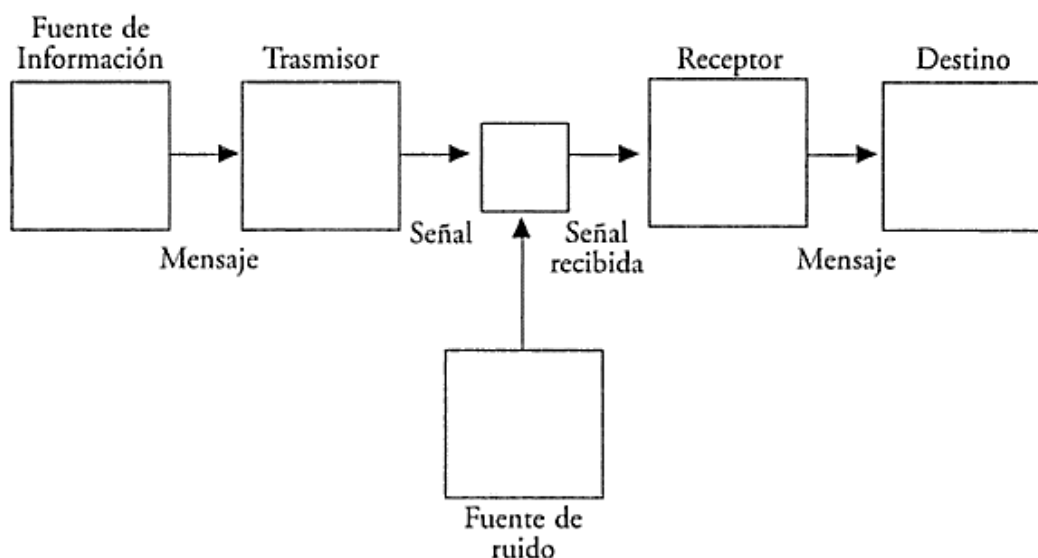 Fuente de
Información
Trasmisor
Receptor
Destino
Mensaje
Señal
Señal
recibida
Mensaje
Fuente de
ruido